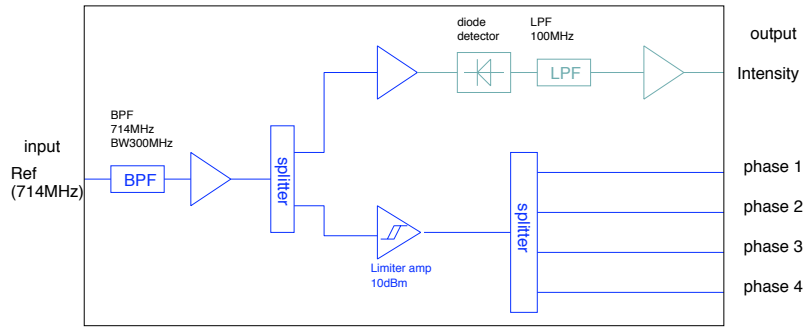 diode
detector
LPF
100MHz
output
LPF
Intensity
BPF
714MHz
BW300MHz
input
Ref
(714MHz)
BPF
splitter
splitter
phase 1
phase 2
phase 3
phase 4
Limiter amp
10dBm